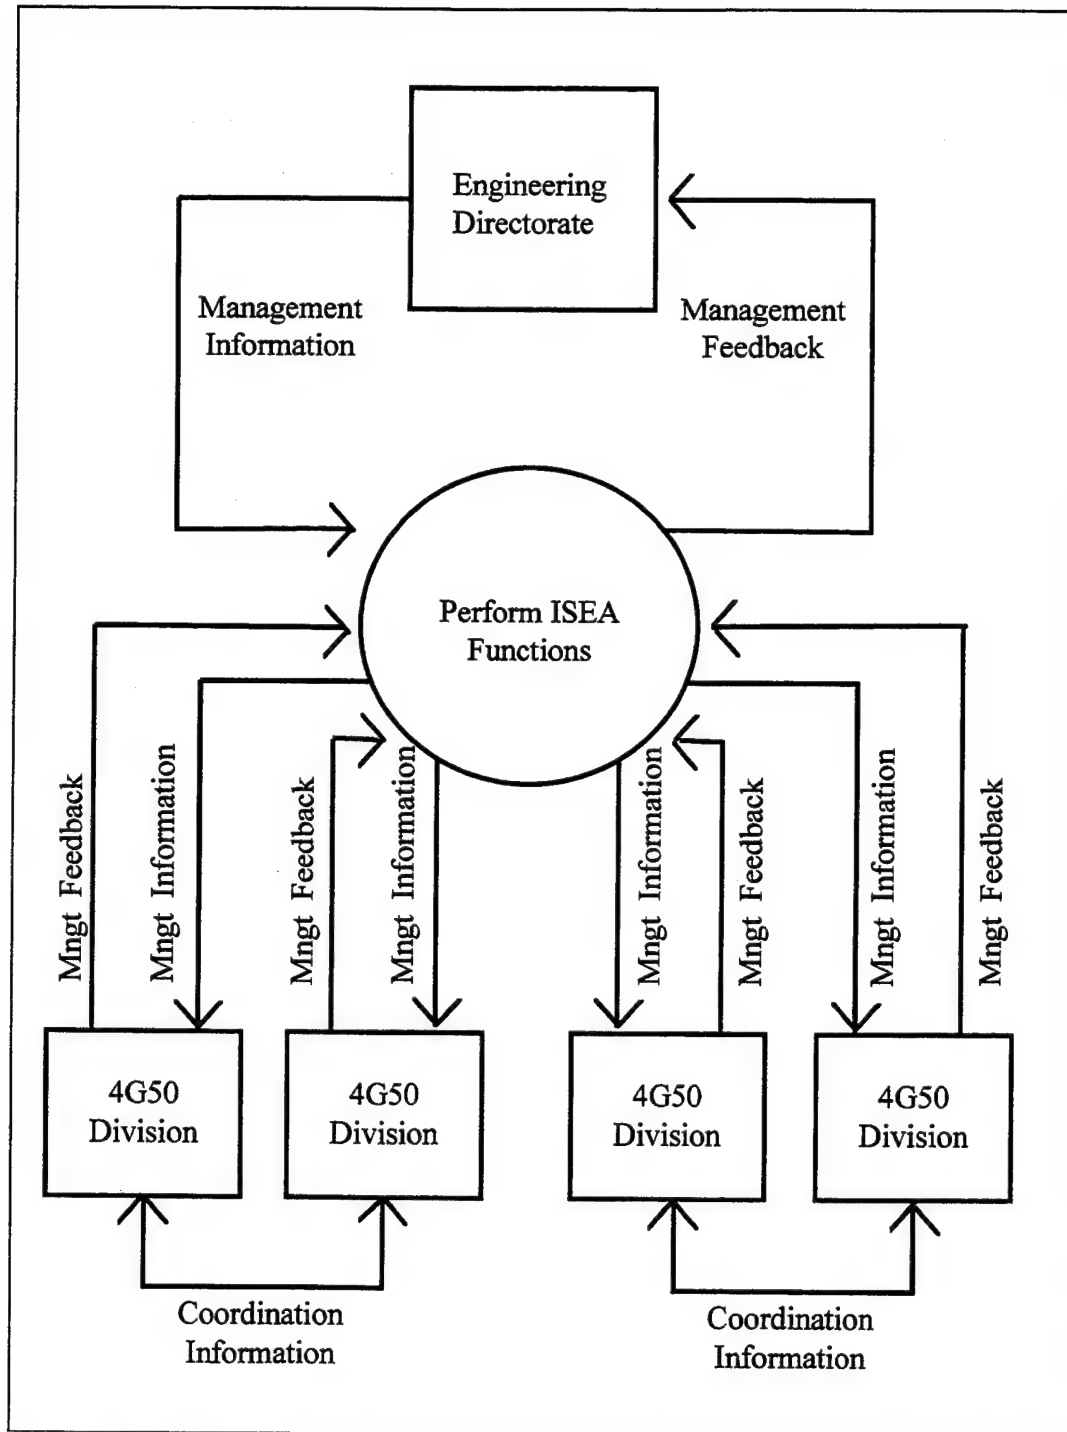 Engineering
Directorate
Management
Information
Management
Feedback
Perform ISEA
Functions
Mngt Feedback
Mngt Information
Mngt Feedback
Mngt Information
Mngt Information
Mngt Feedback
Mngt Information
Mngt Feedback
4G50
Division
4G50
Division
4G50
Division
4G50
Division
Coordination
Information
Coordination
Information